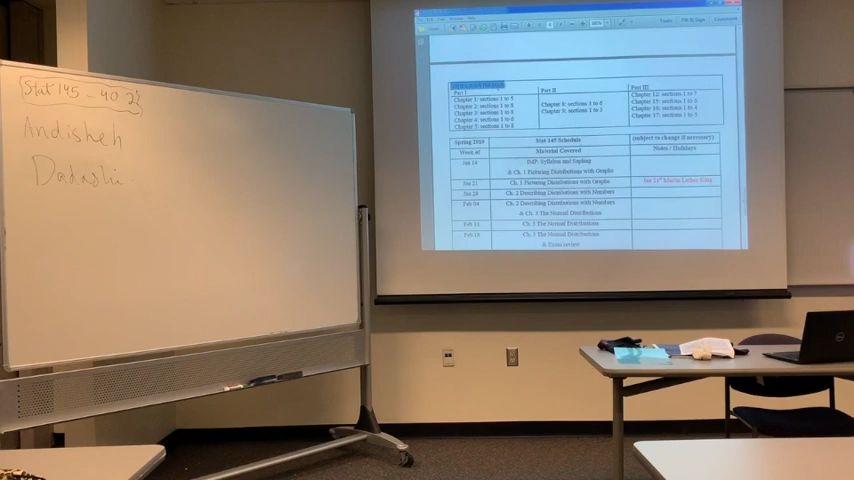 Stat 145 - 40
Andisheh
Dadashi
Part I
Part II
Part III
Chapter 1: sections 1 to 5
Chapter 2: sections 1 to 8
Chapter 3: sections 1 to 8
Chapter 4: sections 1 to 6
Chapter 5: sections 1 to 8
Chapter 8: sections 1 to 6
Chapter 9: sections 1 to 3
Chapter 12: sections 1 to 7
Chapter 15: sections 1 to 6
Chapter 16: sections 1 to 4
Chapter 17: sections 1 to 5
Spring 2019 Stat 145 Schedule (subject to change if necessary)
Week of Material Covered Notes / Holidays
Jan 14 IMP- Syllabus and
& Ch. 1 Picturing Distributions with Graphs
Jan 21 Ch. 1 Picturing Distributions with Graphs Jan 21st Martin Luther King
Jan 28 Ch. 2 Describing Distributions with Numbers
Feb 04 Ch. 2 Describing Distributions with Numbers
& Ch. 3 The Normal Distributions
Feb 11 Ch. 3 The Normal Distributions
Feb 18 Ch. 3 The Normal Distributions
& Exam review